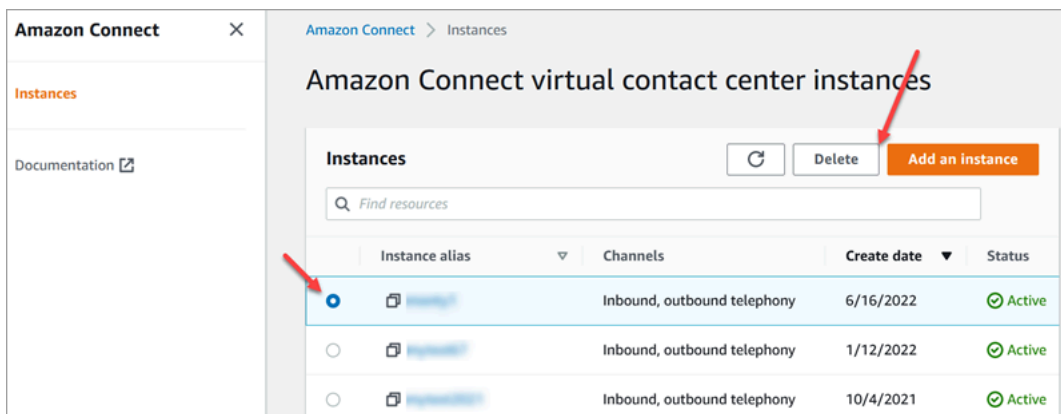 Amazon Connect
Amazon Connect > Instances
Instances
Amazon Connect virtual contact center instances
Documentation
Instances
Delete
Add an instance
Find resources
Instance alias Channels Create date Status
Inbound, outbound telephony 6/16/2022 Active
Inbound, outbound telephony 1/12/2022 Active
Inbound, outbound telephony 10/4/2021 Active